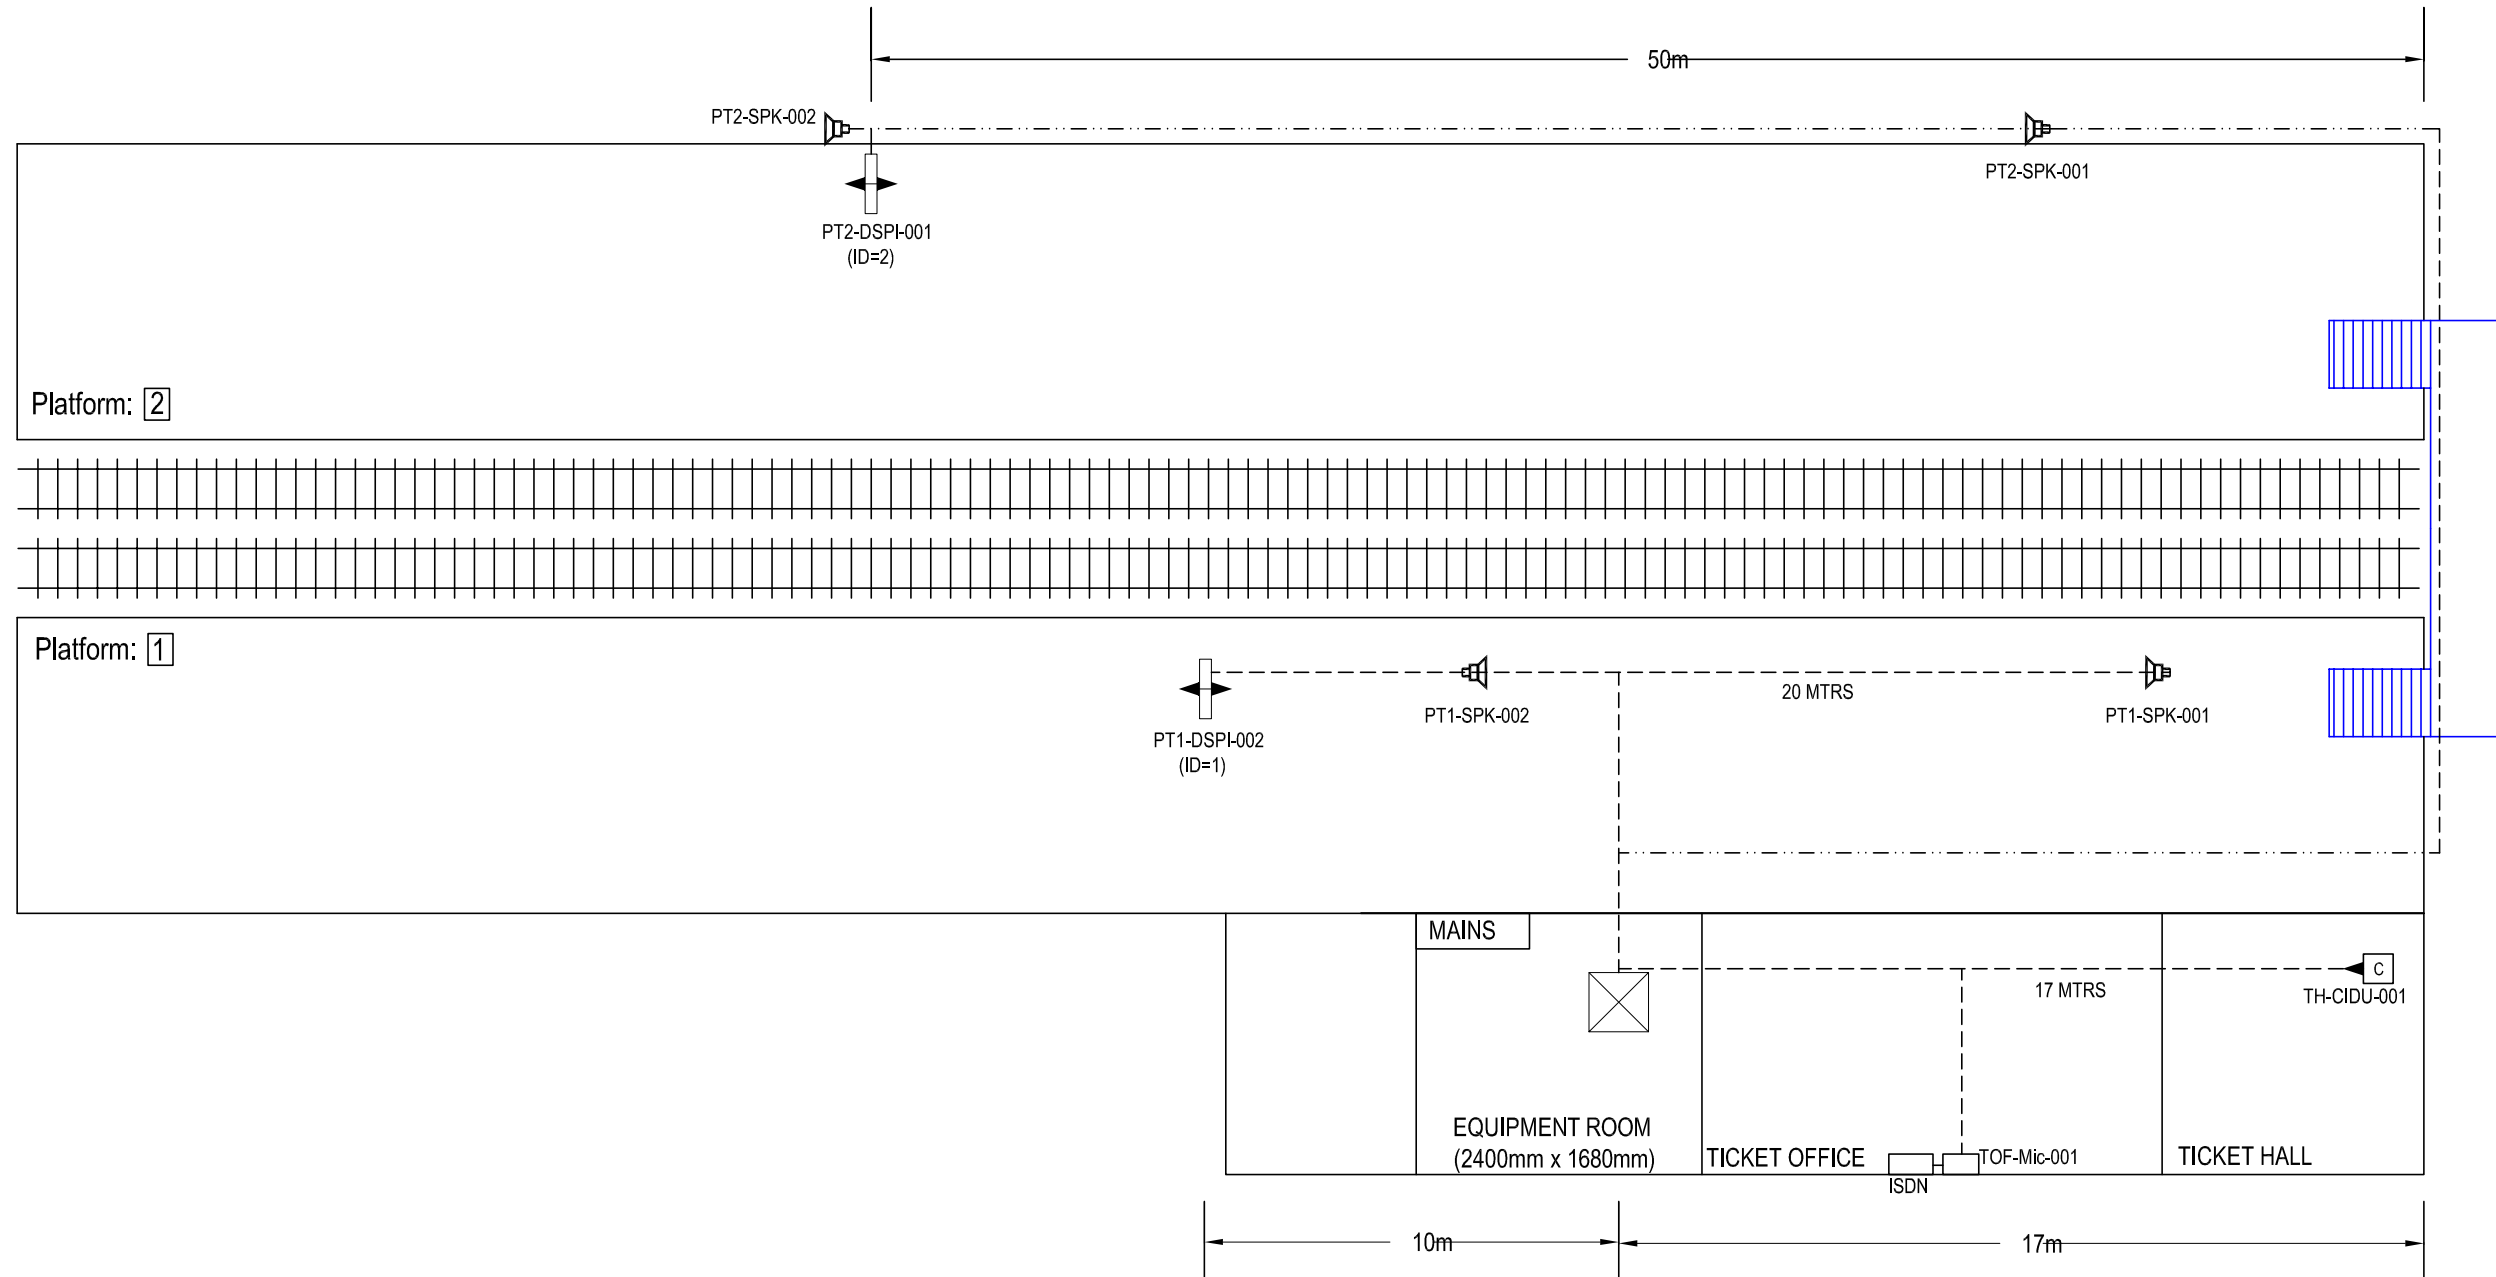 50m
PT2-SPK-002
PT2-SPK-001
PT2-DSPI-001
(ID=2)
Platform: 2
Platform: 1
20 MTRS
PT1-SPK-002
PT1-SPK-001
PT1-DSPI-002
(ID=1)
MAINS
C
17 MTRS
TH-CIDU-001
EQUIPMENT ROOM
(2400mm x 1680mm)
TICKET OFFICE
TOF-Mic-001
TICKET HALL
ISDN
10m
17m